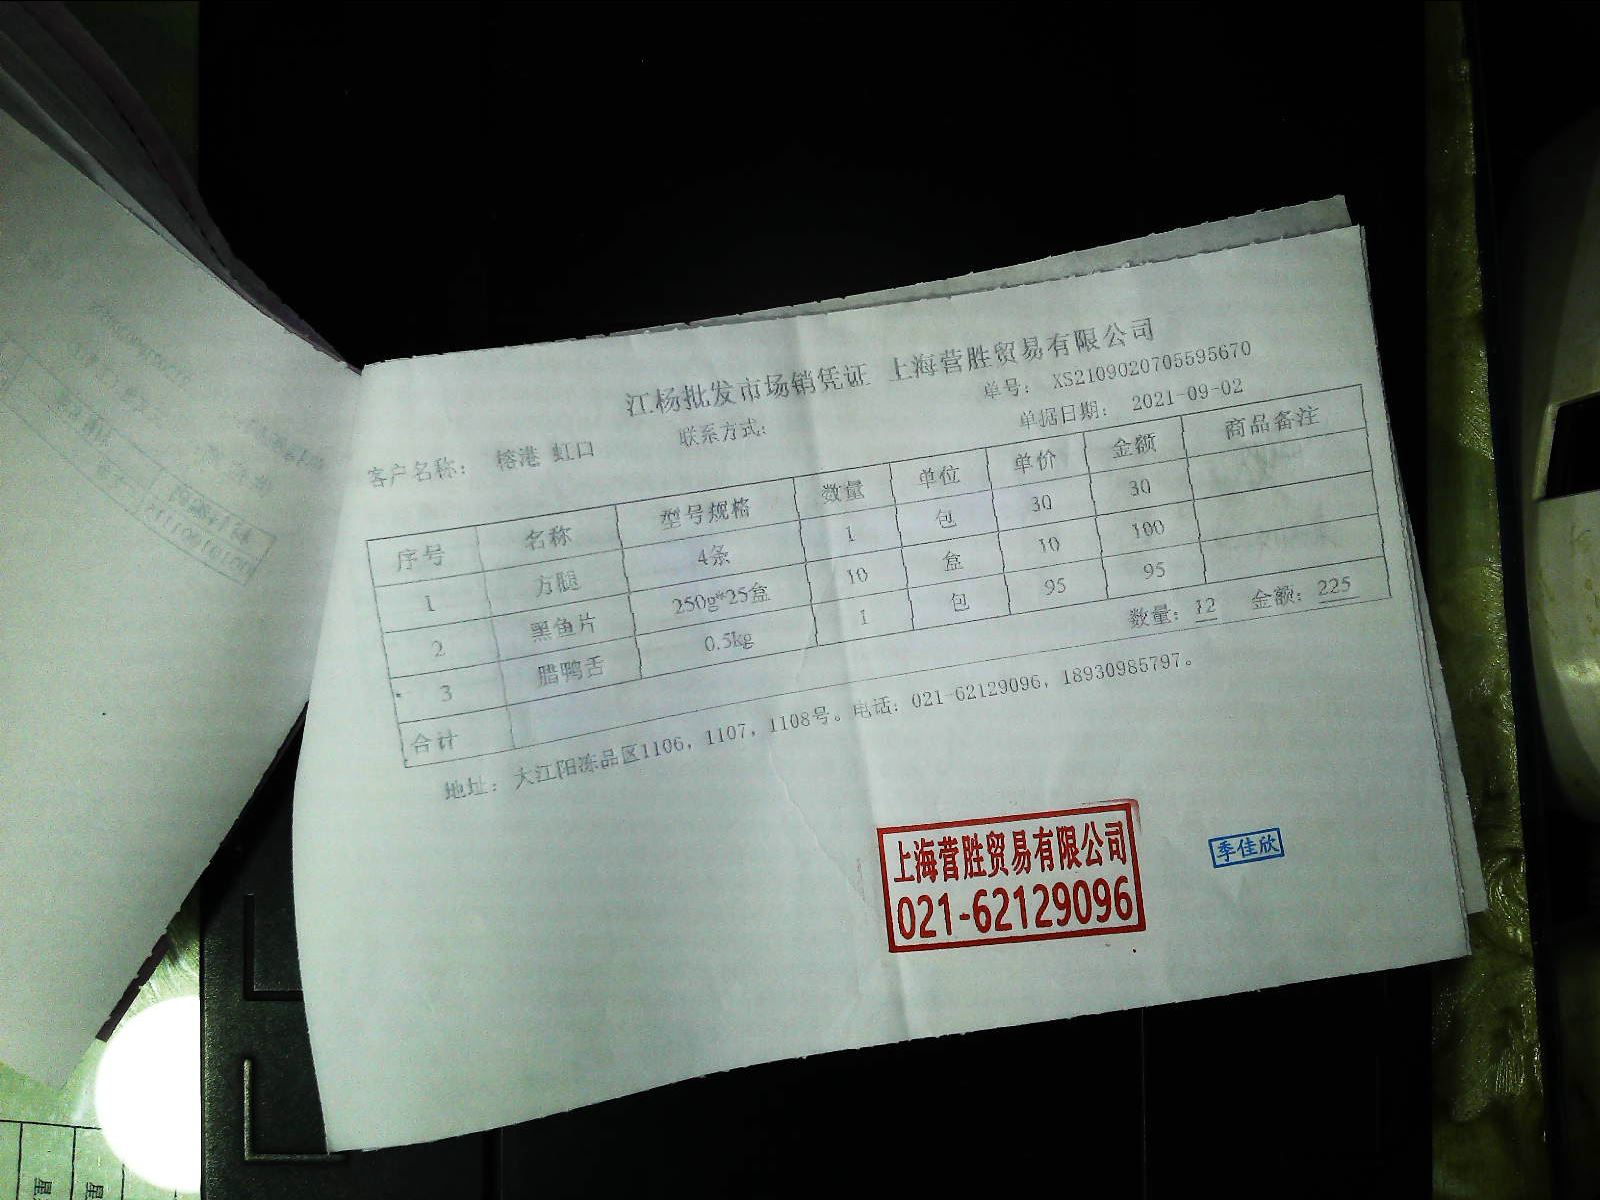 江杨批发市场销凭证 上海营胜贸易有限公司
单号： XS2109020705595670
客户名称： 榕港 虹口 联系方式: 单据日期： 2021-09-02
序号 名称 型号规格 数量 单位 单价 金额 商品备注
1 方腿 4条 1 包 30 30
2 黑鱼片 250g*25盒 10 盒 10 100
3 腊鸭舌 0.5kg 1 包 95 95
合计 数量：12 金额：225
地址： 大江阳冻品区1106，1107，1108号。电话：021-62129096，18930985797。
上海营胜贸易有限公司
021-62129096
季佳欣